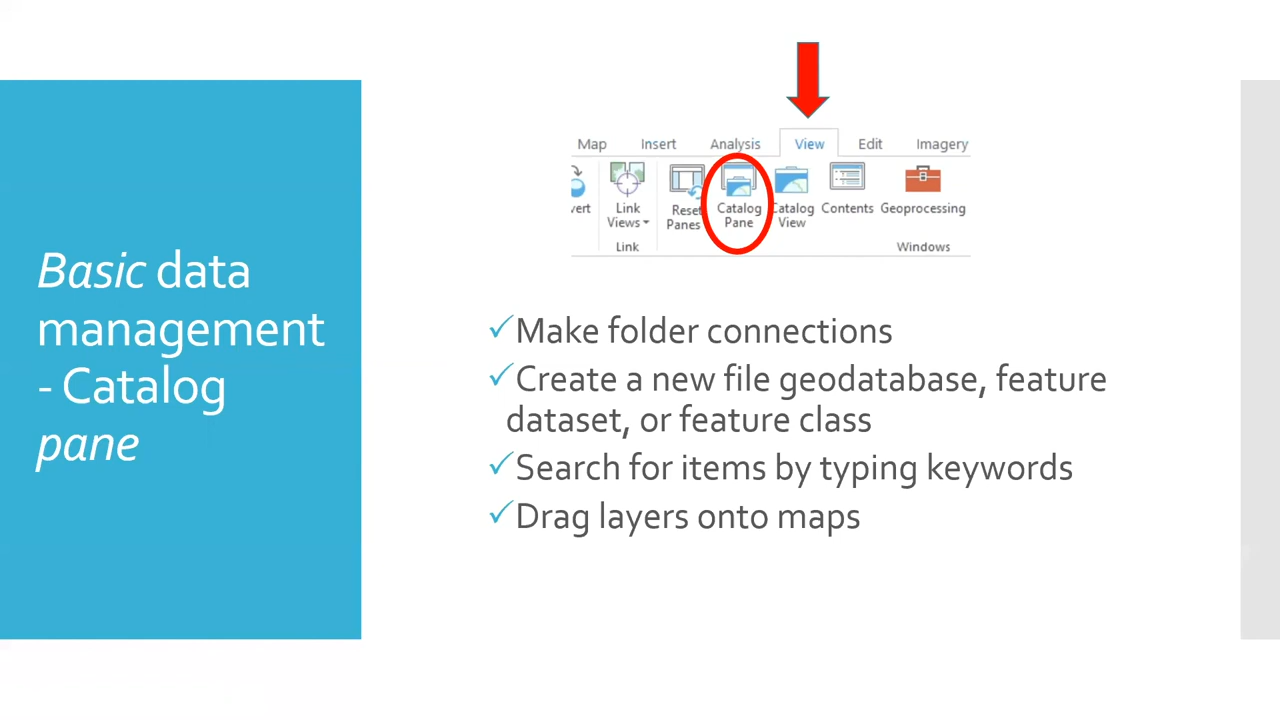 Basic data
management
- Catalog
pane
Map Insert Analysis View Edit Imagery
vert Link Views Reset Panes Catalog Pane Catalog View Contents Geoprocessing
Link Windows
✓Make folder connections
✓Create a new file geodatabase, feature
dataset, or feature class
✓Search for items by typing keywords
✓Drag layers onto maps